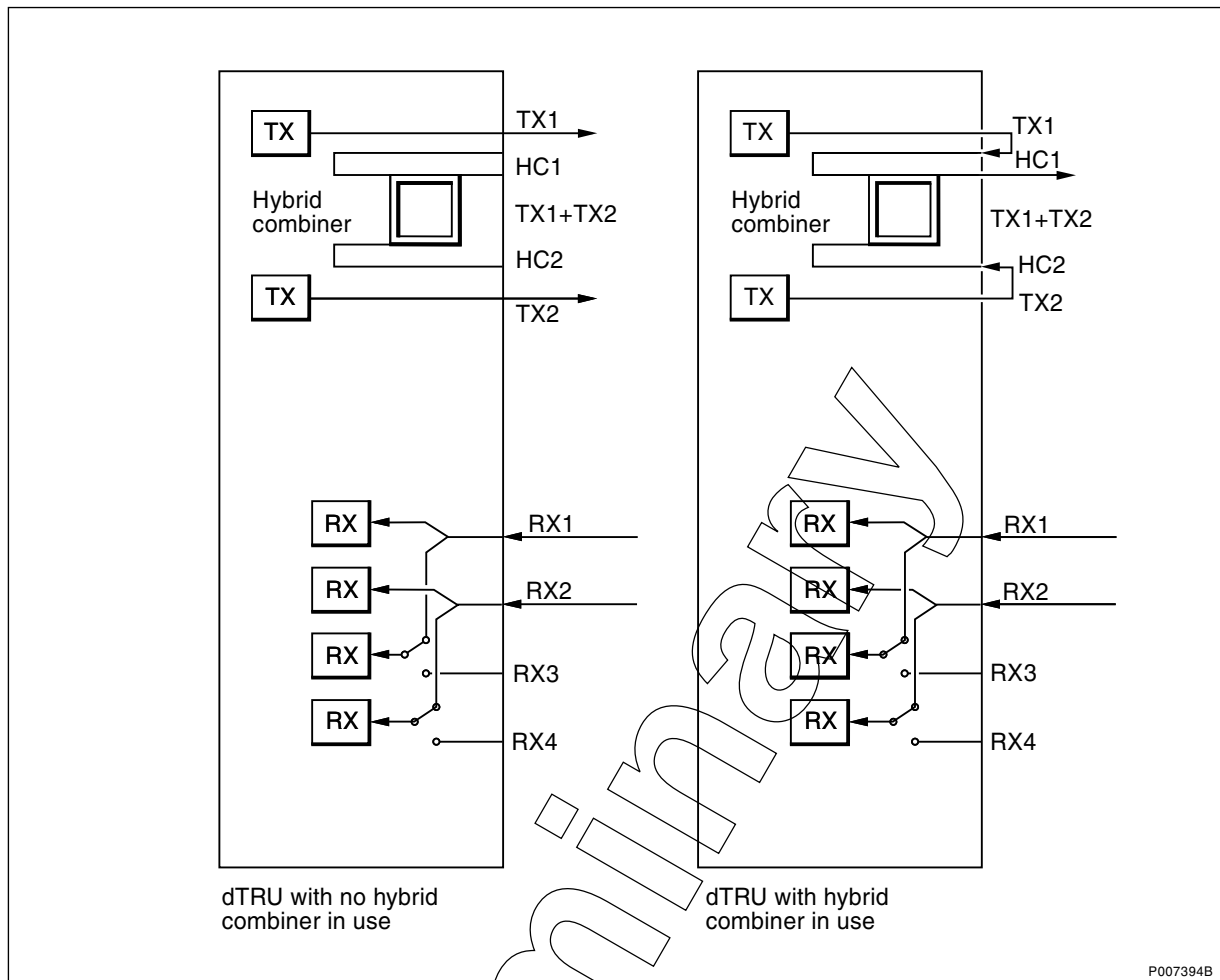 TX
TX1
HC1
Hybrid
combiner
TX1+TX2
HC2
TX
TX2
RX
RX1
RX
RX2
RX
RX3
RX
RX4
dTRU with no hybrid
combiner in use
TX
TX1
HC1
Hybrid
combiner
TX1+TX2
HC2
TX
TX2
RX
RX1
RX
RX2
RX
RX3
RX
RX4
dTRU with hybrid
combiner in use
minary
P007394B